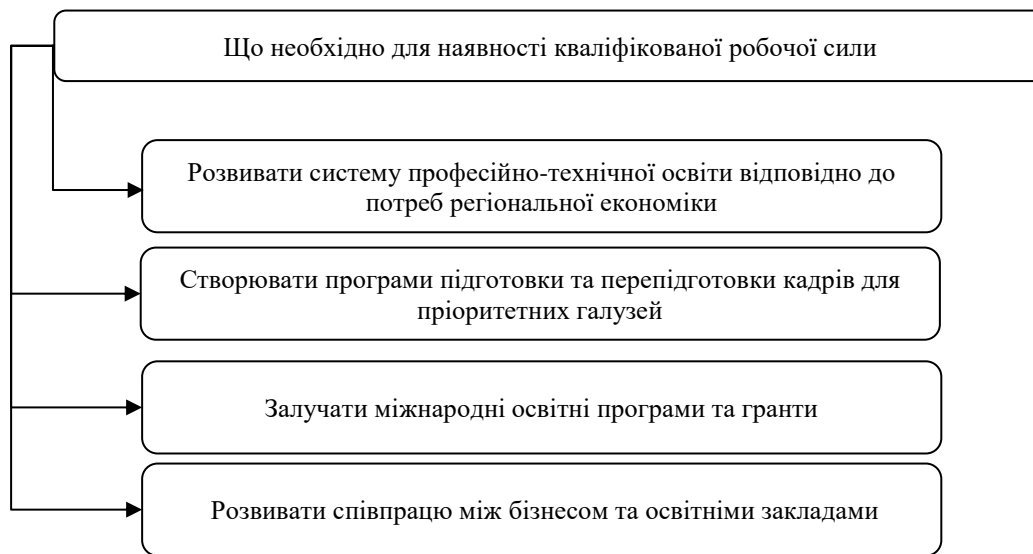 Що необхідно для наявності кваліфікованої робочої сили
Розвивати систему професійно-технічної освіти відповідно до
потреб регіональної економіки
Створювати програми підготовки та перепідготовки кадрів для
пріоритетних галузей
Залучати міжнародні освітні програми та гранти
Розвивати співпрацю між бізнесом та освітніми закладами